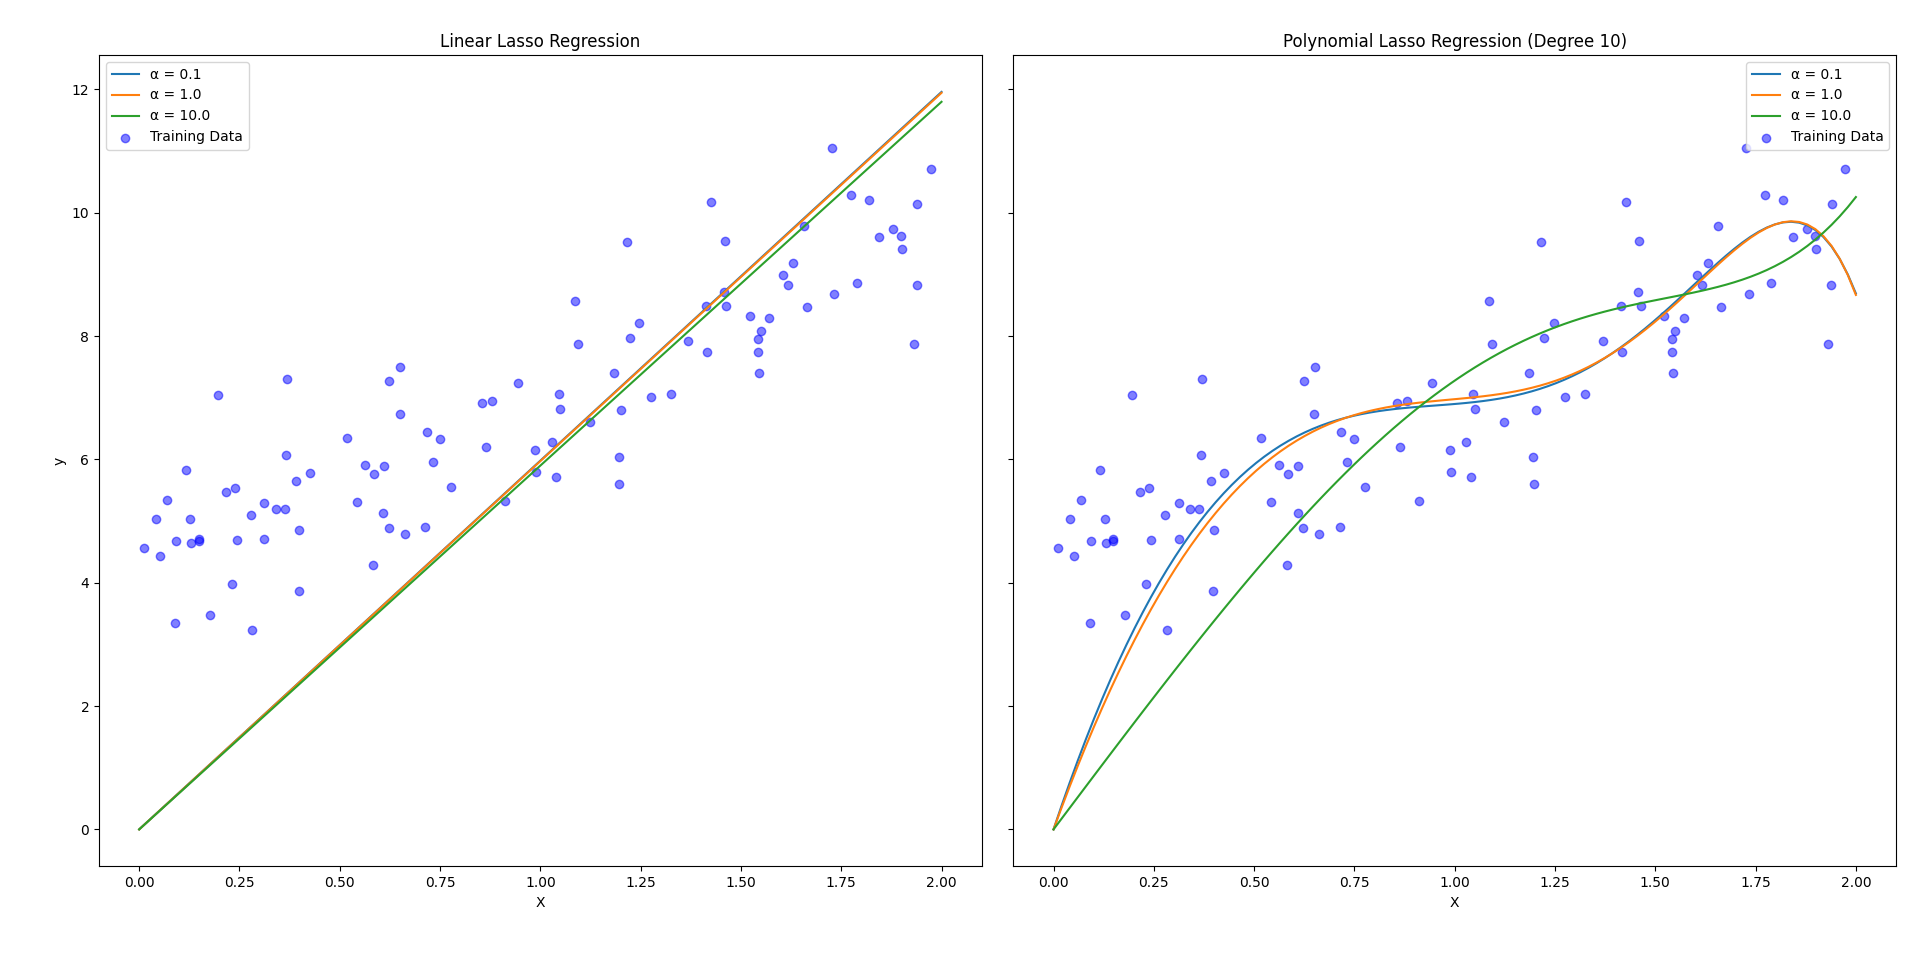 Linear Lasso Regression
α = 0.1
α = 1.0
α = 10.0
Training Data
12
10
8
6
4
2
0
y
0.00 0.25 0.50 0.75 1.00 1.25 1.50 1.75 2.00
X
Polynomial Lasso Regression (Degree 10)
α = 0.1
α = 1.0
α = 10.0
Training Data
0.00 0.25 0.50 0.75 1.00 1.25 1.50 1.75 2.00
X